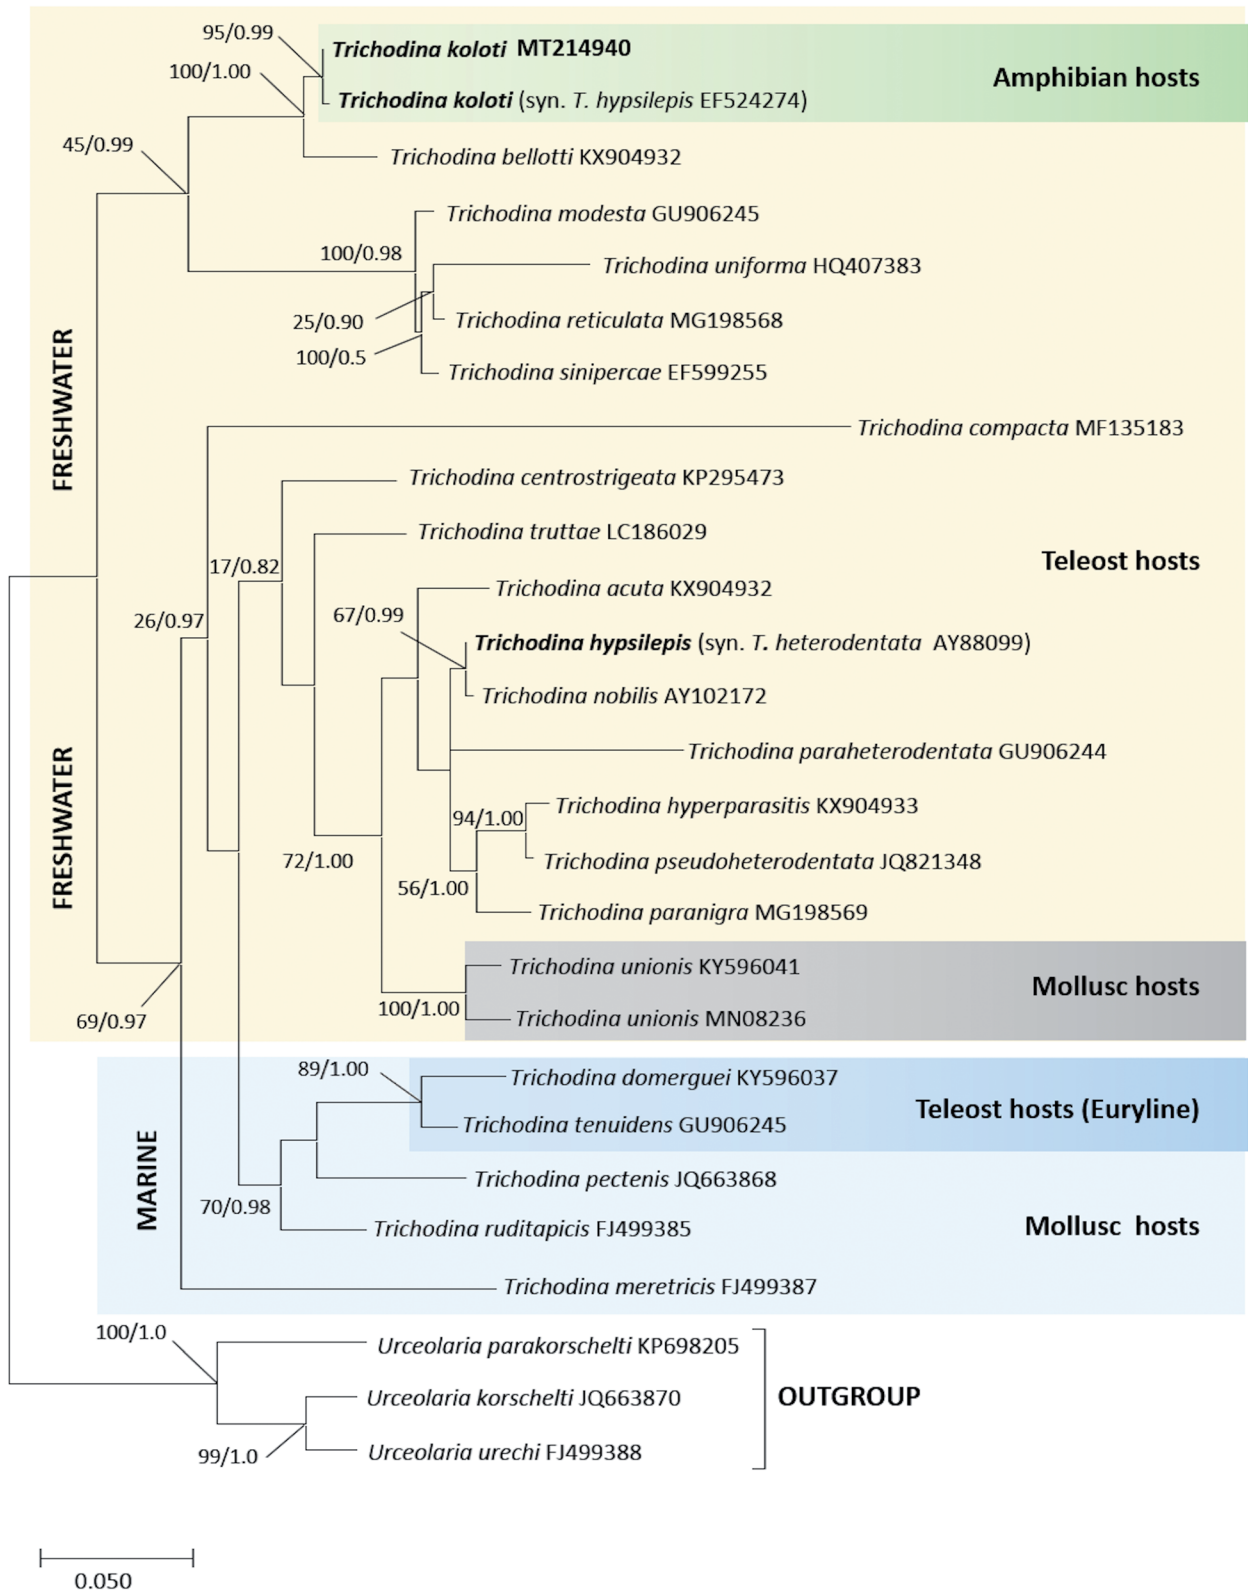 95/0.99
Trichodina koloti MT214940
100/1.00
Amphibian hosts
Trichodina koloti (syn. T. hypsilepis EF524274)
45/0.99
Trichodina bellotti KX904932
Trichodina modesta GU906245
100/0.98
Trichodina uniforma HQ407383
25/0.90
Trichodina reticulata MG198568
100/0.5
Trichodina sinipercae EF599255
FRESHWATER
Trichodina compacta MF135183
Trichodina centrostrigeata KP295473
Trichodina truttae LC186029
17/0.82
Teleost hosts
Trichodina acuta KX904932
67/0.99
26/0.97
Trichodina hypsilepis (syn. T. heterodentata AY88099)
Trichodina nobilis AY102172
Trichodina paraheterodentata GU906244
FRESHWATER
Trichodina hyperparasitis KX904933
94/1.00
72/1.00
Trichodina pseudoheterodentata JQ821348
56/1.00
Trichodina paranigra MG198569
Trichodina unionis KY596041
Mollusc hosts
100/1.00
Trichodina unionis MN08236
69/0.97
89/1.00
Trichodina domerguei KY596037
Teleost hosts (Euryline)
Trichodina tenuidens GU906245
MARINE
Trichodina pectenis JQ663868
70/0.98
Trichodina ruditapicis FJ499385
Mollusc hosts
Trichodina meretricis FJ499387
100/1.0
Urceolaria parakorschelti KP698205
Urceolaria korschelti JQ663870
OUTGROUP
99/1.0
Urceolaria urechi FJ499388
0.050